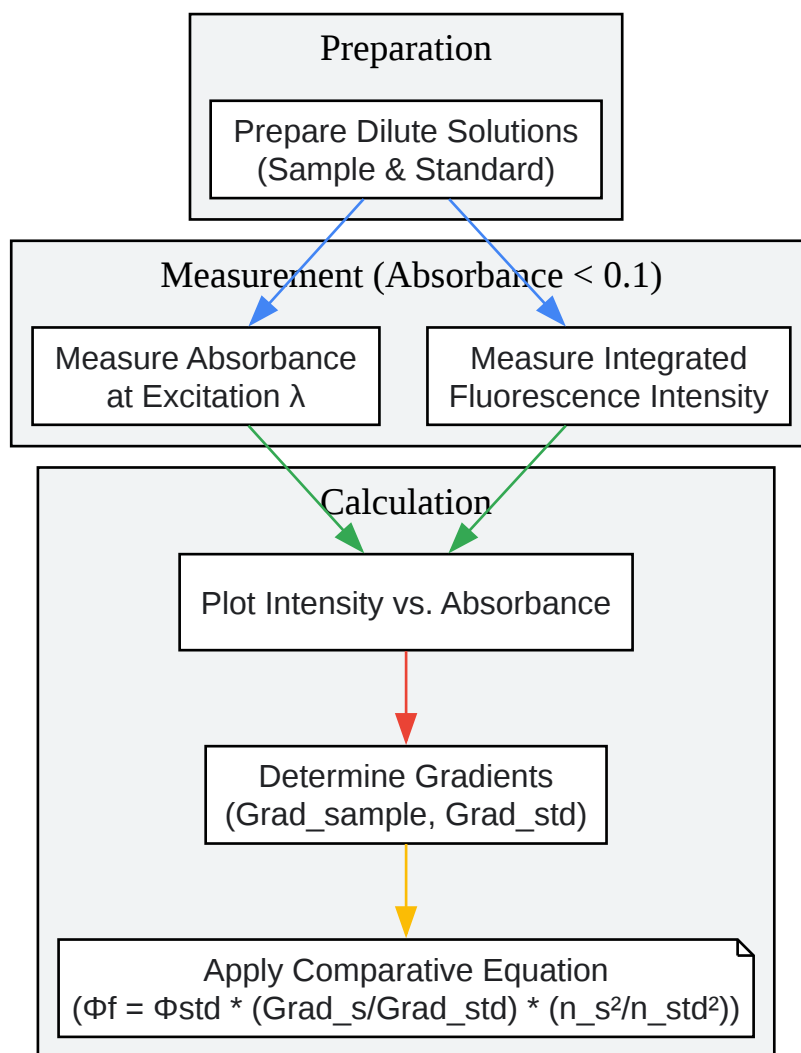 Preparation
Prepare Dilute Solutions
(Sample & Standard)
Measurement (Absorbance < 0.1)
Measure Absorbance
at Excitation λ
Measure Integrated
Fluorescence Intensity
Calculation
Plot Intensity vs. Absorbance
Determine Gradients
(Grad_sample, Grad_std)
Apply Comparative Equation
(Φf = Φstd * (Grad_s/Grad_std) * (n_s²/n_std²))